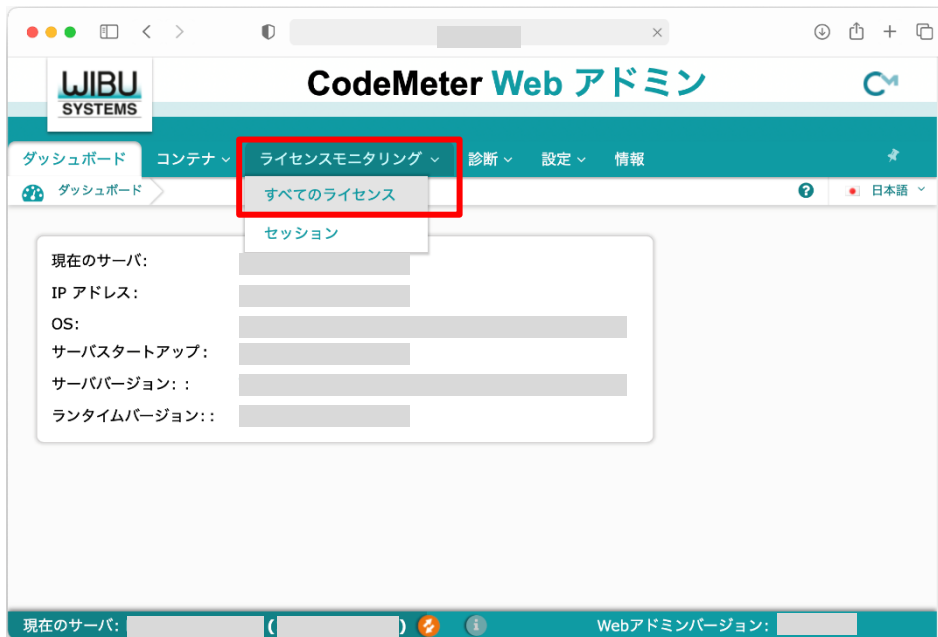 WIBU
SYSTEMS
CodeMeter Web アドミン
ダッシュボード コンテナ ライセンスモニタリング 診断 設定 情報
ダッシュボード すべてのライセンス 日本語
セッション
現在のサーバ:
IP アドレス:
OS:
サーバスタートアップ:
サーババージョン: :
ランタイムバージョン: :
現在のサーバ: ( ) Webアドミンバージョン: